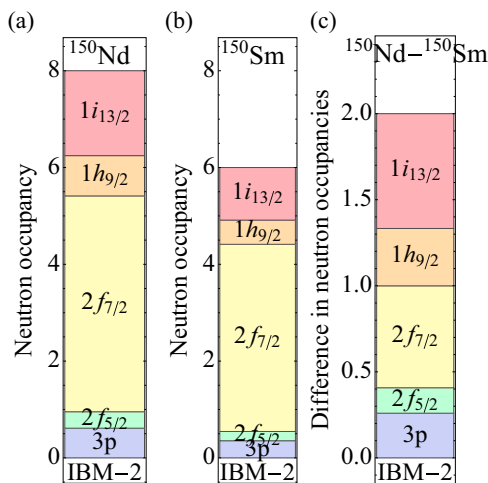 (a)
¹⁵⁰Nd
8
6
4
2
0
Neutron occupancy
1i₁₃/₂
1h₉/₂
2f₇/₂
2f₅/₂
3p
IBM−2
(b)
¹⁵⁰Sm
8
6
4
2
0
Neutron occupancy
1i₁₃/₂
1h₉/₂
2f₇/₂
2f₅/₂
3p
IBM−2
(c)
¹⁵⁰Nd−¹⁵⁰Sm
2.0
1.5
1.0
0.5
0.0
Difference in neutron occupancies
1i₁₃/₂
1h₉/₂
2f₇/₂
2f₅/₂
3p
IBM−2